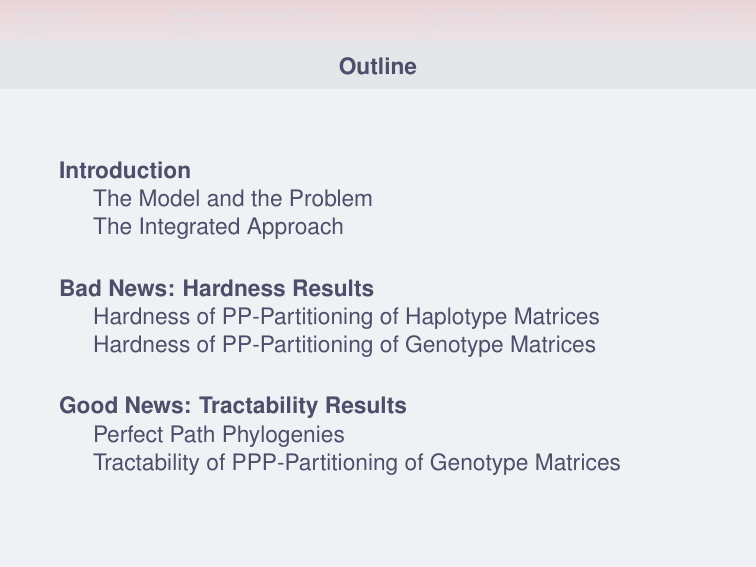 Outline
Introduction
The Model and the Problem
The Integrated Approach
Bad News: Hardness Results
Hardness of PP-Partitioning of Haplotype Matrices
Hardness of PP-Partitioning of Genotype Matrices
Good News: Tractability Results
Perfect Path Phylogenies
Tractability of PPP-Partitioning of Genotype Matrices